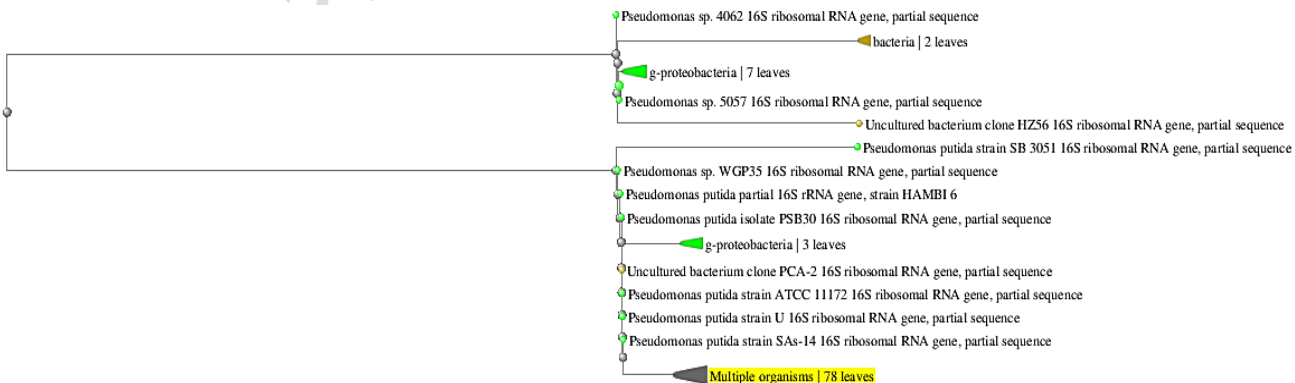 Pseudomonas sp. 4062 16S ribosomal RNA gene, partial sequence
bacteria | 2 leaves
g-proteobacteria | 7 leaves
Pseudomonas sp. 5057 16S ribosomal RNA gene, partial sequence
Uncultured bacterium clone HZ56 16S ribosomal RNA gene, partial sequence
Pseudomonas putida strain SB 3051 16S ribosomal RNA gene, partial sequence
Pseudomonas sp. WGP35 16S ribosomal RNA gene, partial sequence
Pseudomonas putida partial 16S rRNA gene, strain HAMBI 6
Pseudomonas putida isolate PSB30 16S ribosomal RNA gene, partial sequence
g-proteobacteria | 3 leaves
Uncultured bacterium clone PCA-2 16S ribosomal RNA gene, partial sequence
Pseudomonas putida strain ATCC 11172 16S ribosomal RNA gene, partial sequence
Pseudomonas putida strain U 16S ribosomal RNA gene, partial sequence
Pseudomonas putida strain SAs-14 16S ribosomal RNA gene, partial sequence
Multiple organisms | 78 leaves